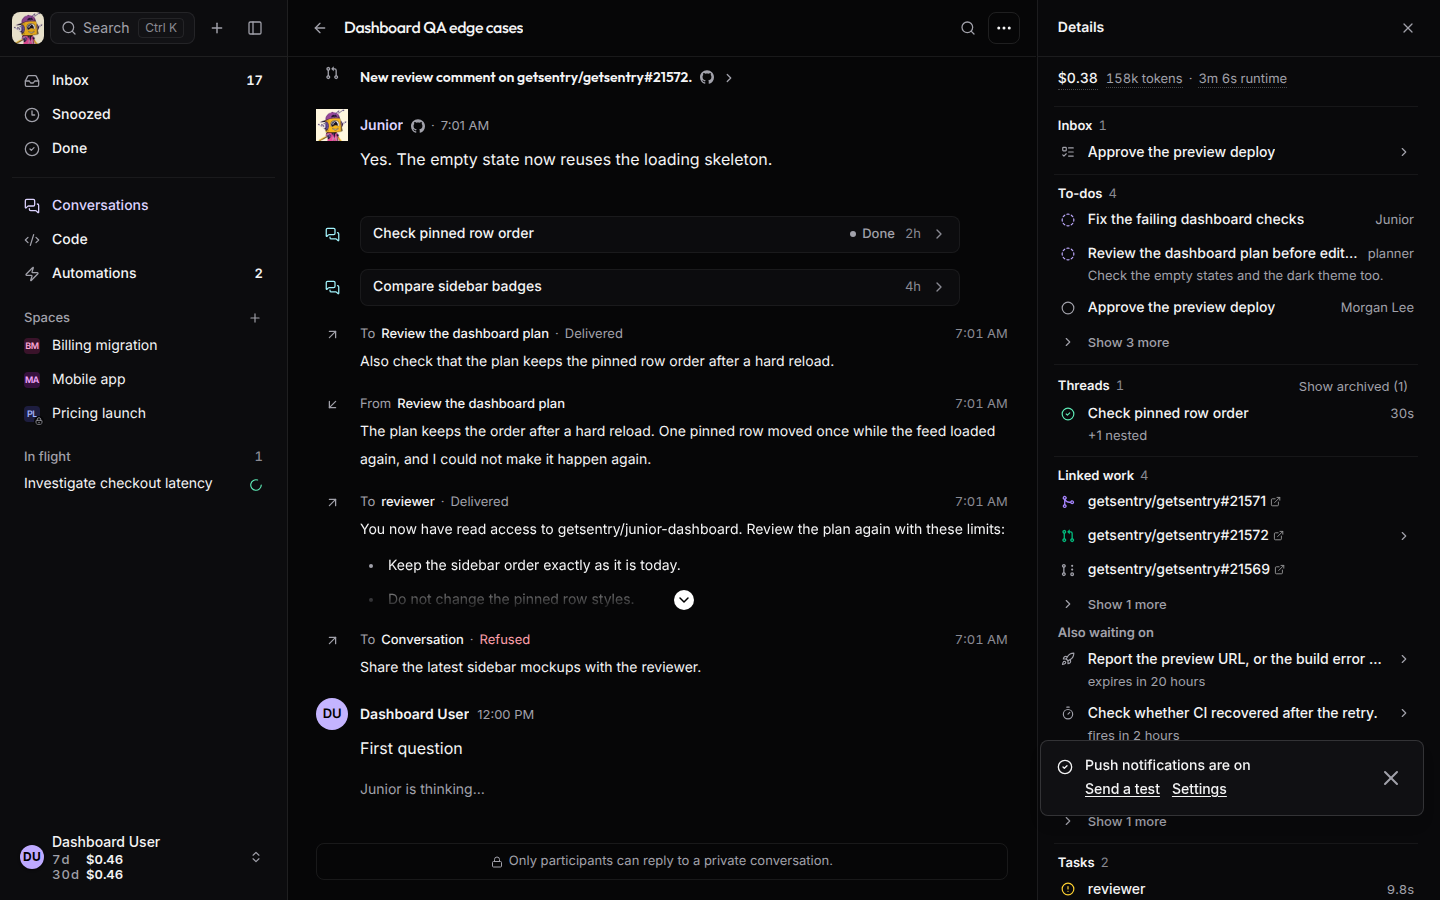 Search Ctrl K
Inbox 17
Snoozed
Done
Conversations
Code
Automations 2
Spaces
BM Billing migration
MA Mobile app
PL Pricing launch
In flight 1
Investigate checkout latency
DU Dashboard User
7d $0.46
30d $0.46
Dashboard QA edge cases
New review comment on getsentry/getsentry#21572.
Junior · 7:01 AM
Yes. The empty state now reuses the loading skeleton.
Check pinned row order Done 2h
Compare sidebar badges 4h
To Review the dashboard plan · Delivered 7:01 AM
Also check that the plan keeps the pinned row order after a hard reload.
From Review the dashboard plan 7:01 AM
The plan keeps the order after a hard reload. One pinned row moved once while the feed loaded
again, and I could not make it happen again.
To reviewer · Delivered 7:01 AM
You now have read access to getsentry/junior-dashboard. Review the plan again with these limits:
• Keep the sidebar order exactly as it is today.
• Do not change the pinned row styles.
To Conversation · Refused 7:01 AM
Share the latest sidebar mockups with the reviewer.
DU Dashboard User 12:00 PM
First question
Junior is thinking...
Only participants can reply to a private conversation.
Details
$0.38 158k tokens · 3m 6s runtime
Inbox 1
Approve the preview deploy
To-dos 4
Fix the failing dashboard checks Junior
Review the dashboard plan before edit... planner
Check the empty states and the dark theme too.
Approve the preview deploy Morgan Lee
Show 3 more
Threads 1 Show archived (1)
Check pinned row order 30s
+1 nested
Linked work 4
getsentry/getsentry#21571
getsentry/getsentry#21572
getsentry/getsentry#21569
Show 1 more
Also waiting on
Report the preview URL, or the build error ...
expires in 20 hours
Check whether CI recovered after the retry.
fires in 2 hours
Push notifications are on
Send a test Settings
Show 1 more
Tasks 2
reviewer 9.8s